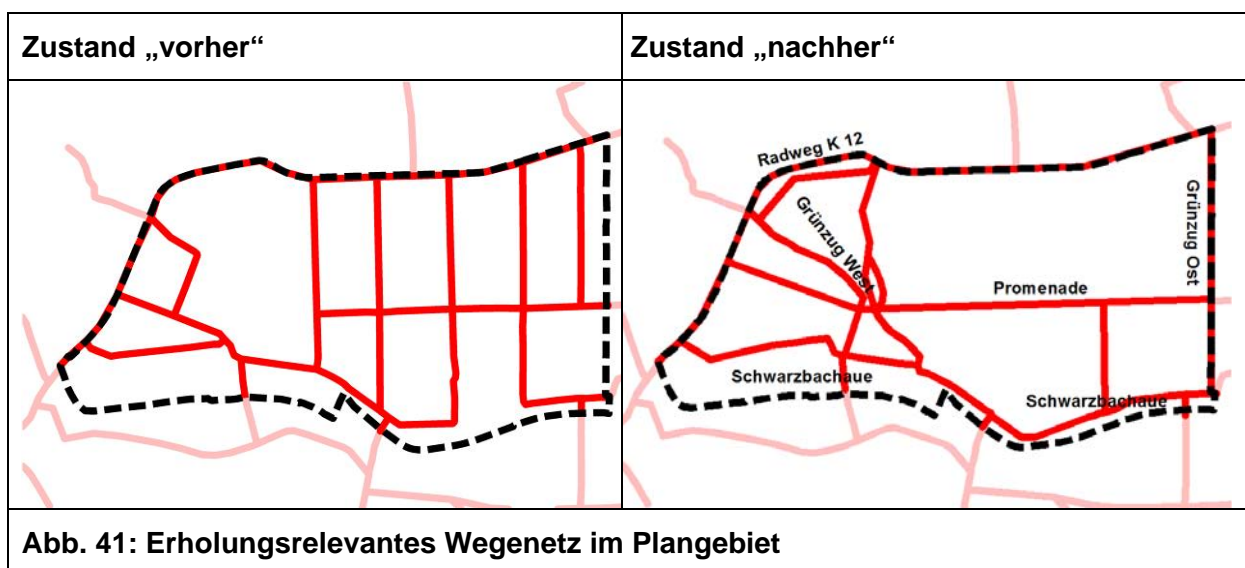 Zustand „vorher“
Zustand „nachher“
Radweg K 12
Grünzug West
Grünzug Ost
Promenade
Schwarzbachaue
Schwarzbachaue
Abb. 41: Erholungsrelevantes Wegenetz im Plangebiet